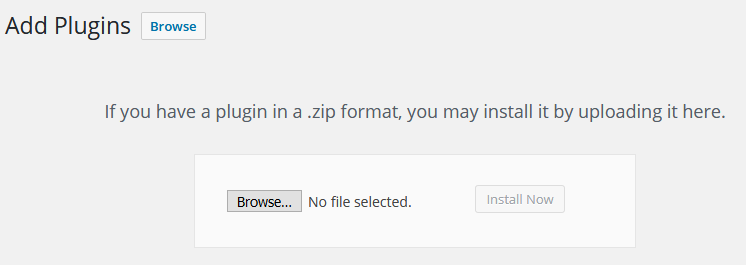 Add Plugins Browse
If you have a plugin in a .zip format, you may install it by uploading it here.
Browse... No file selected. Install Now